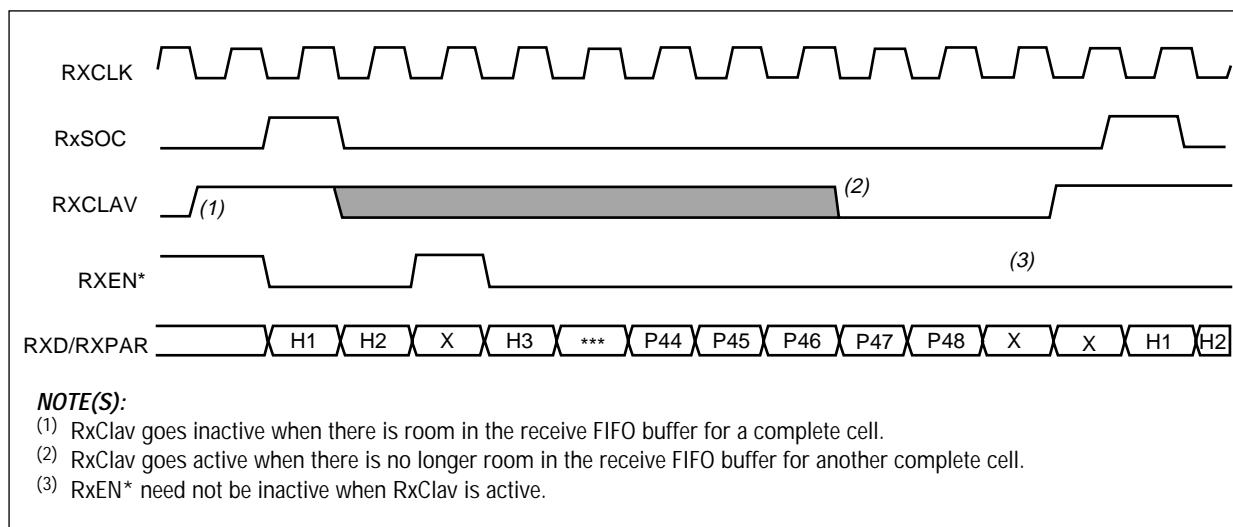 RXCLK
RxSOC
RXCLAV (1) (2)
RXEN* (3)
RXD/RXPAR H1 H2 X H3 *** P44 P45 P46 P47 P48 X X H1 H2
NOTE(S):
(1) RxClav goes inactive when there is room in the receive FIFO buffer for a complete cell.
(2) RxClav goes active when there is no longer room in the receive FIFO buffer for another complete cell.
(3) RxEN* need not be inactive when RxClav is active.